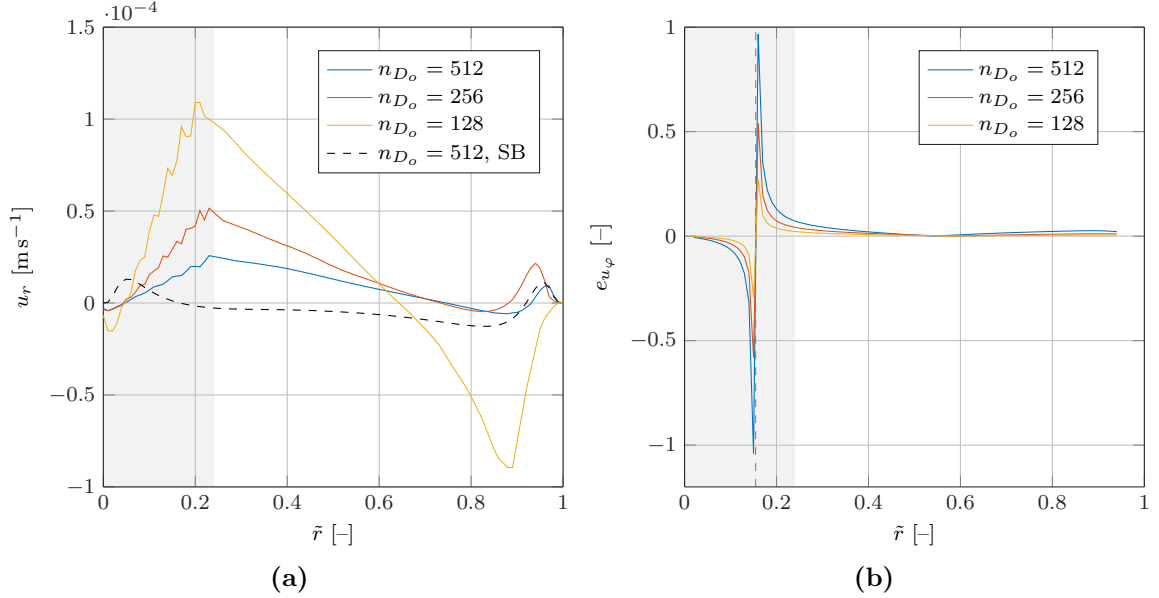 ·10⁻⁴
1.5
1
0.5
0
−0.5
−1
0
0.2
0.4
0.6
0.8
1
u_r [m s⁻¹]
r̃ [–]
n_{D_o} = 512
n_{D_o} = 256
n_{D_o} = 128
n_{D_o} = 512, SB
(a)
1
0.5
0
−0.5
−1
0
0.2
0.4
0.6
0.8
1
e_{u_φ} [–]
r̃ [–]
n_{D_o} = 512
n_{D_o} = 256
n_{D_o} = 128
(b)